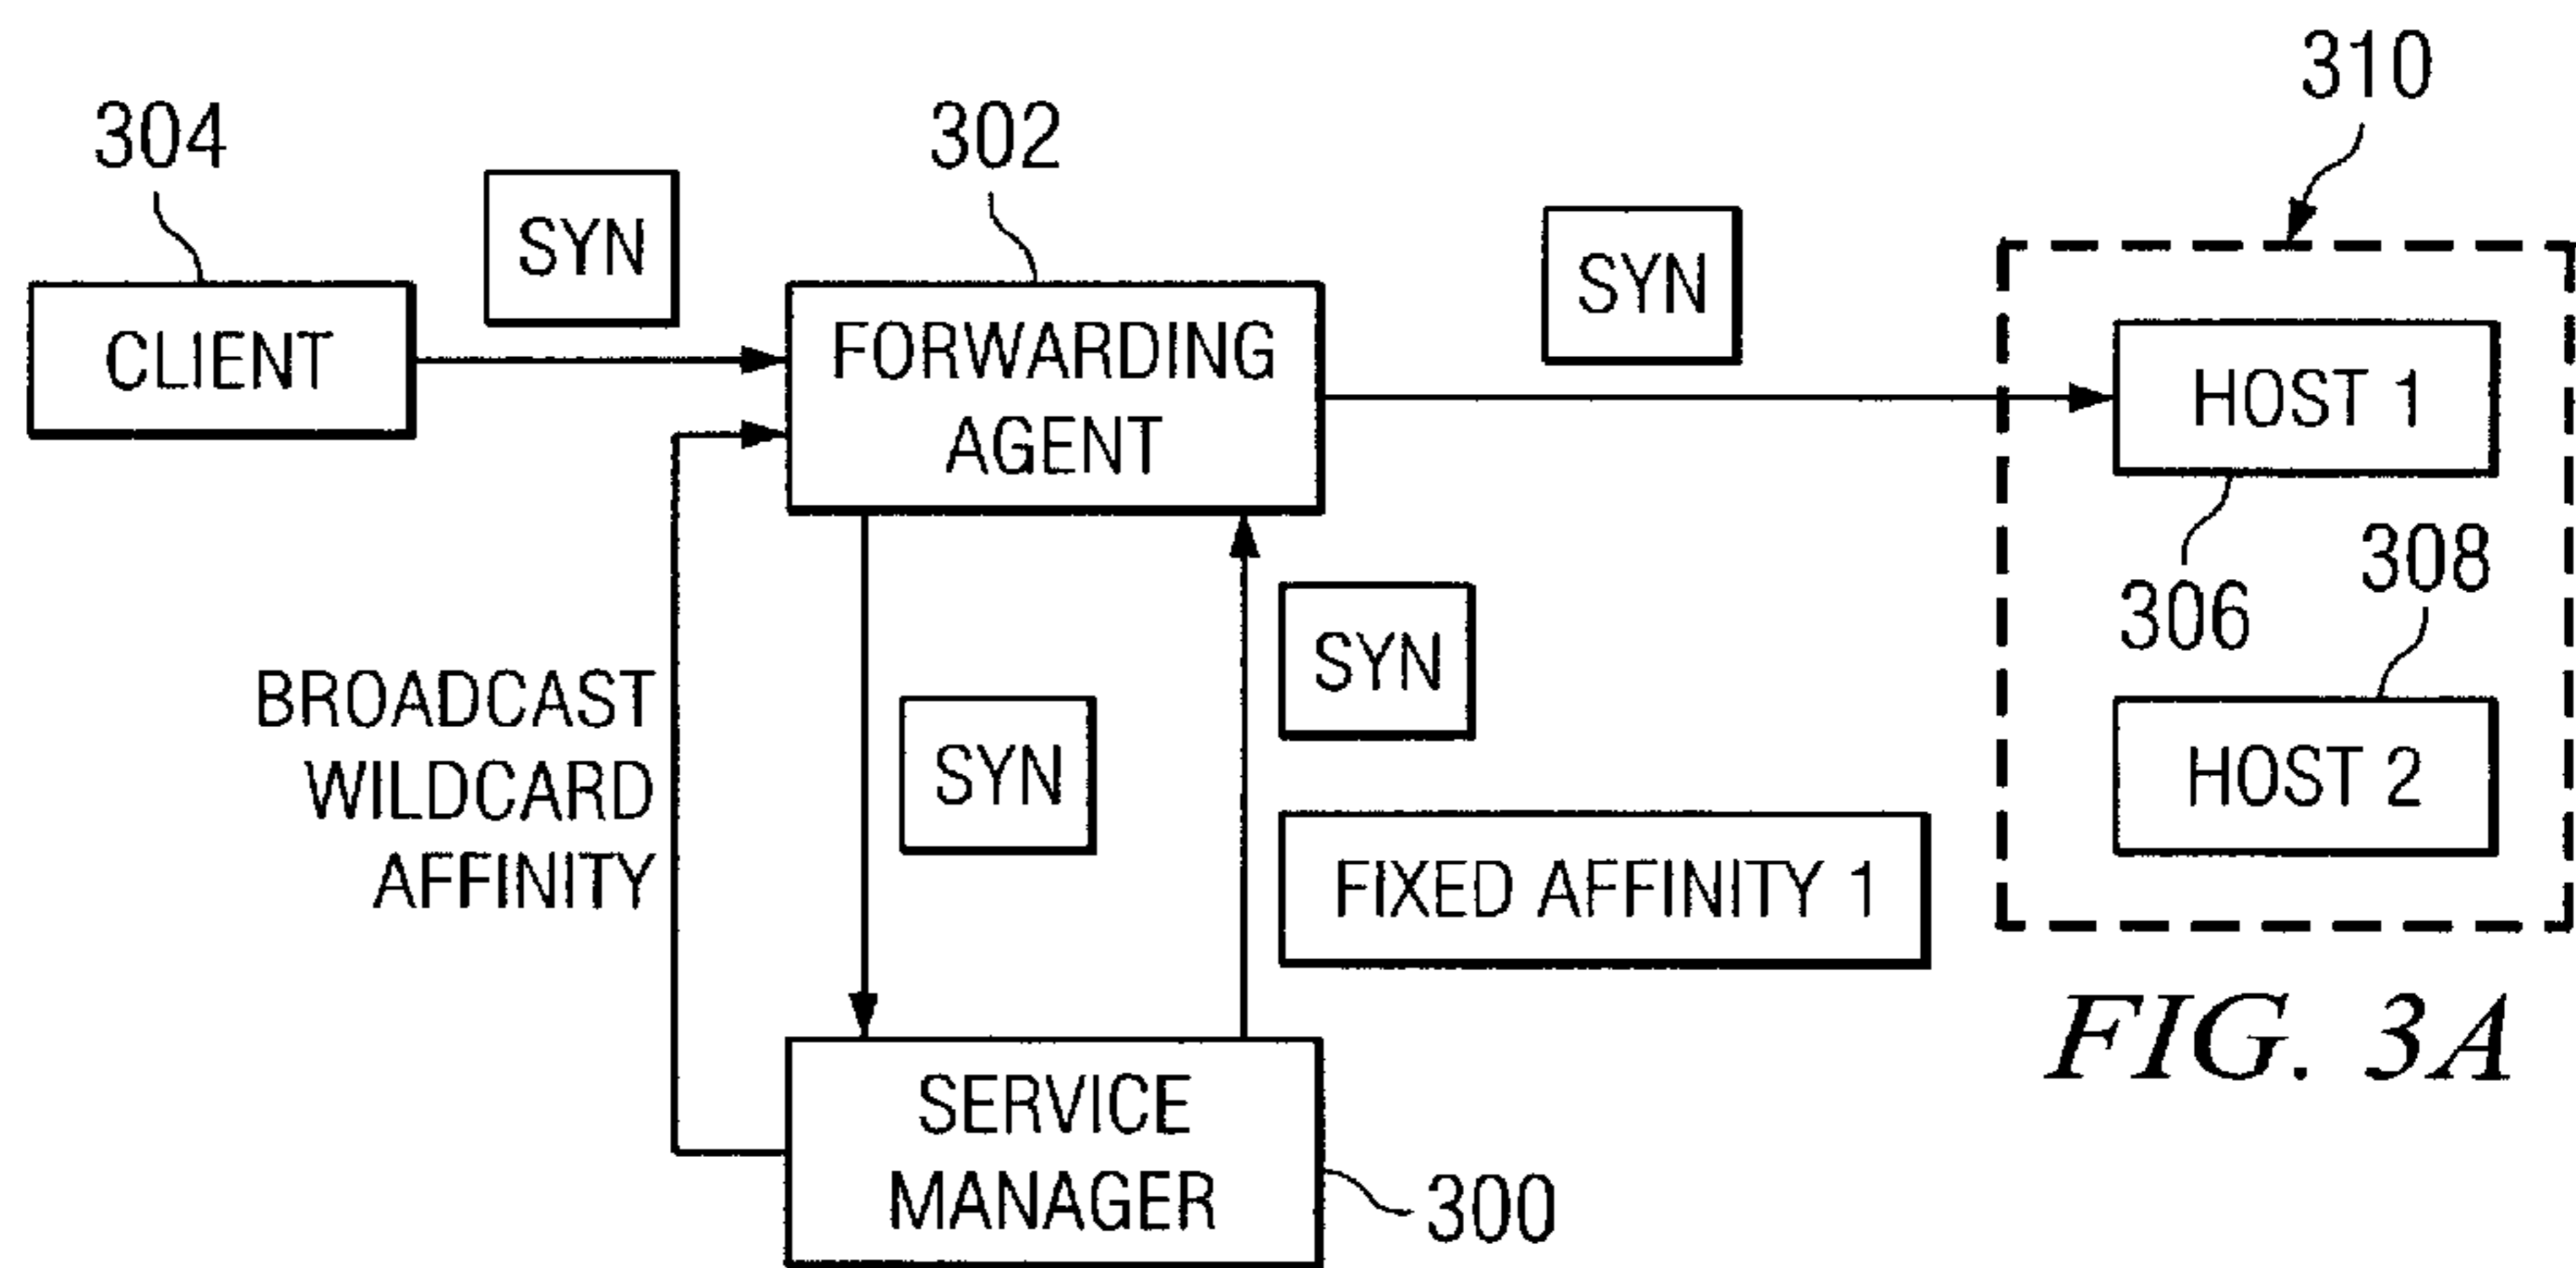 310
304
302
SYN
SYN
CLIENT
FORWARDING
AGENT
HOST 1
306
308
SYN
SYN
BROADCAST
WILDCARD
AFFINITY
HOST 2
FIXED AFFINITY 1
FIG. 3A
SERVICE
MANAGER
300